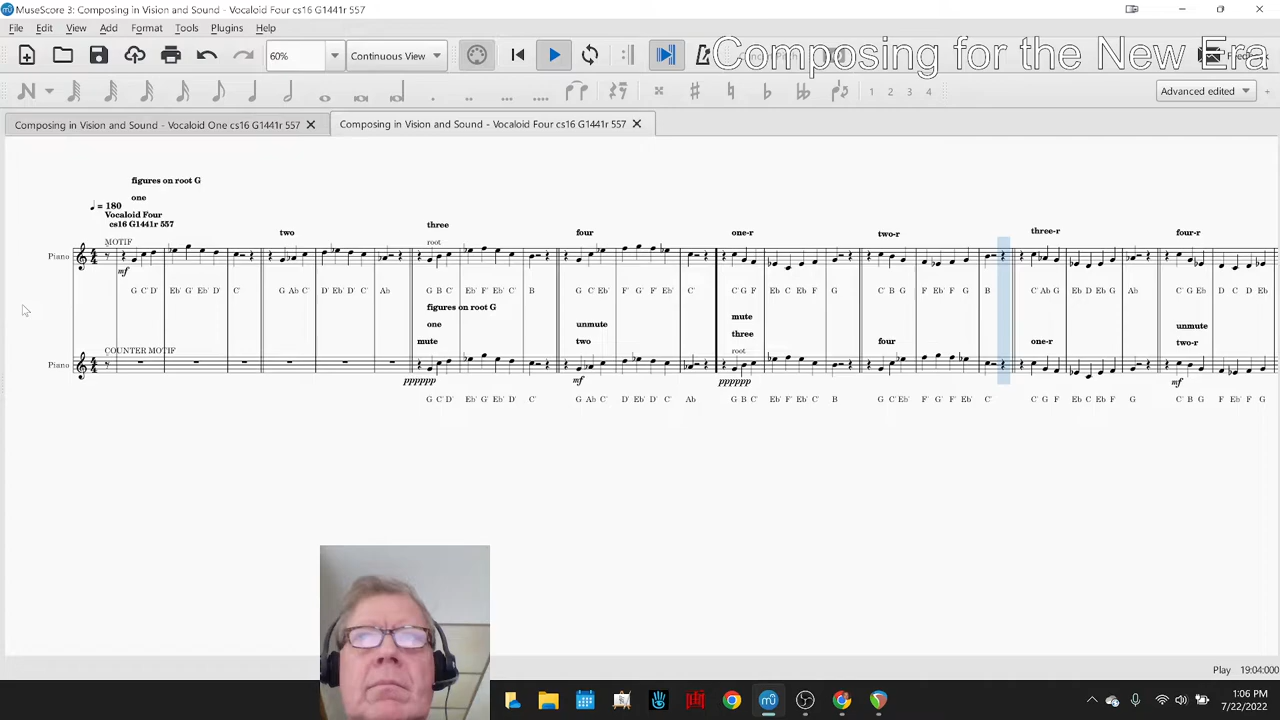 MuseScore 3: Composing in Vision and Sound - Vocaloid Four cs16 G1441r 557
File Edit View Add Format Tools Plugins Help
60% Continuous View
Composing for the New Era
1 2 3 4 Advanced edited
Composing in Vision and Sound - Vocaloid One cs16 G1441r 557
Composing in Vision and Sound - Vocaloid Four cs16 G1441r 557
figures on root G
one
= 180
Vocaloid Four
cs16 G1441r 557
two
three
root
four
one-r
two-r
three-r
four-r
MOTIF
Piano
mf
G C' D' Eb' G' Eb' D' C' G Ab C' D' Eb' D' C' Ab G B C' Eb' F' Eb' C' B G C' Eb' F' G' F' Eb' C' C' G F Eb C Eb F G C' B G F Eb F G B C' Ab G Eb D Eb G Ab C' G Eb D C D Eb
figures on root G
one
mute
unmute
two
mute
three
root
four
one-r
unmute
two-r
COUNTER MOTIF
Piano
pppppp
mf
pppppp
mf
G C' D' Eb' G' Eb' D' C' G Ab C' D' Eb' D' C' Ab G B C' Eb' F' Eb' C' B G C' Eb' F' G' F' Eb' C' C' G F Eb C Eb F G C' B G F Eb F G
Play 19:04:000
1:06 PM
7/22/2022